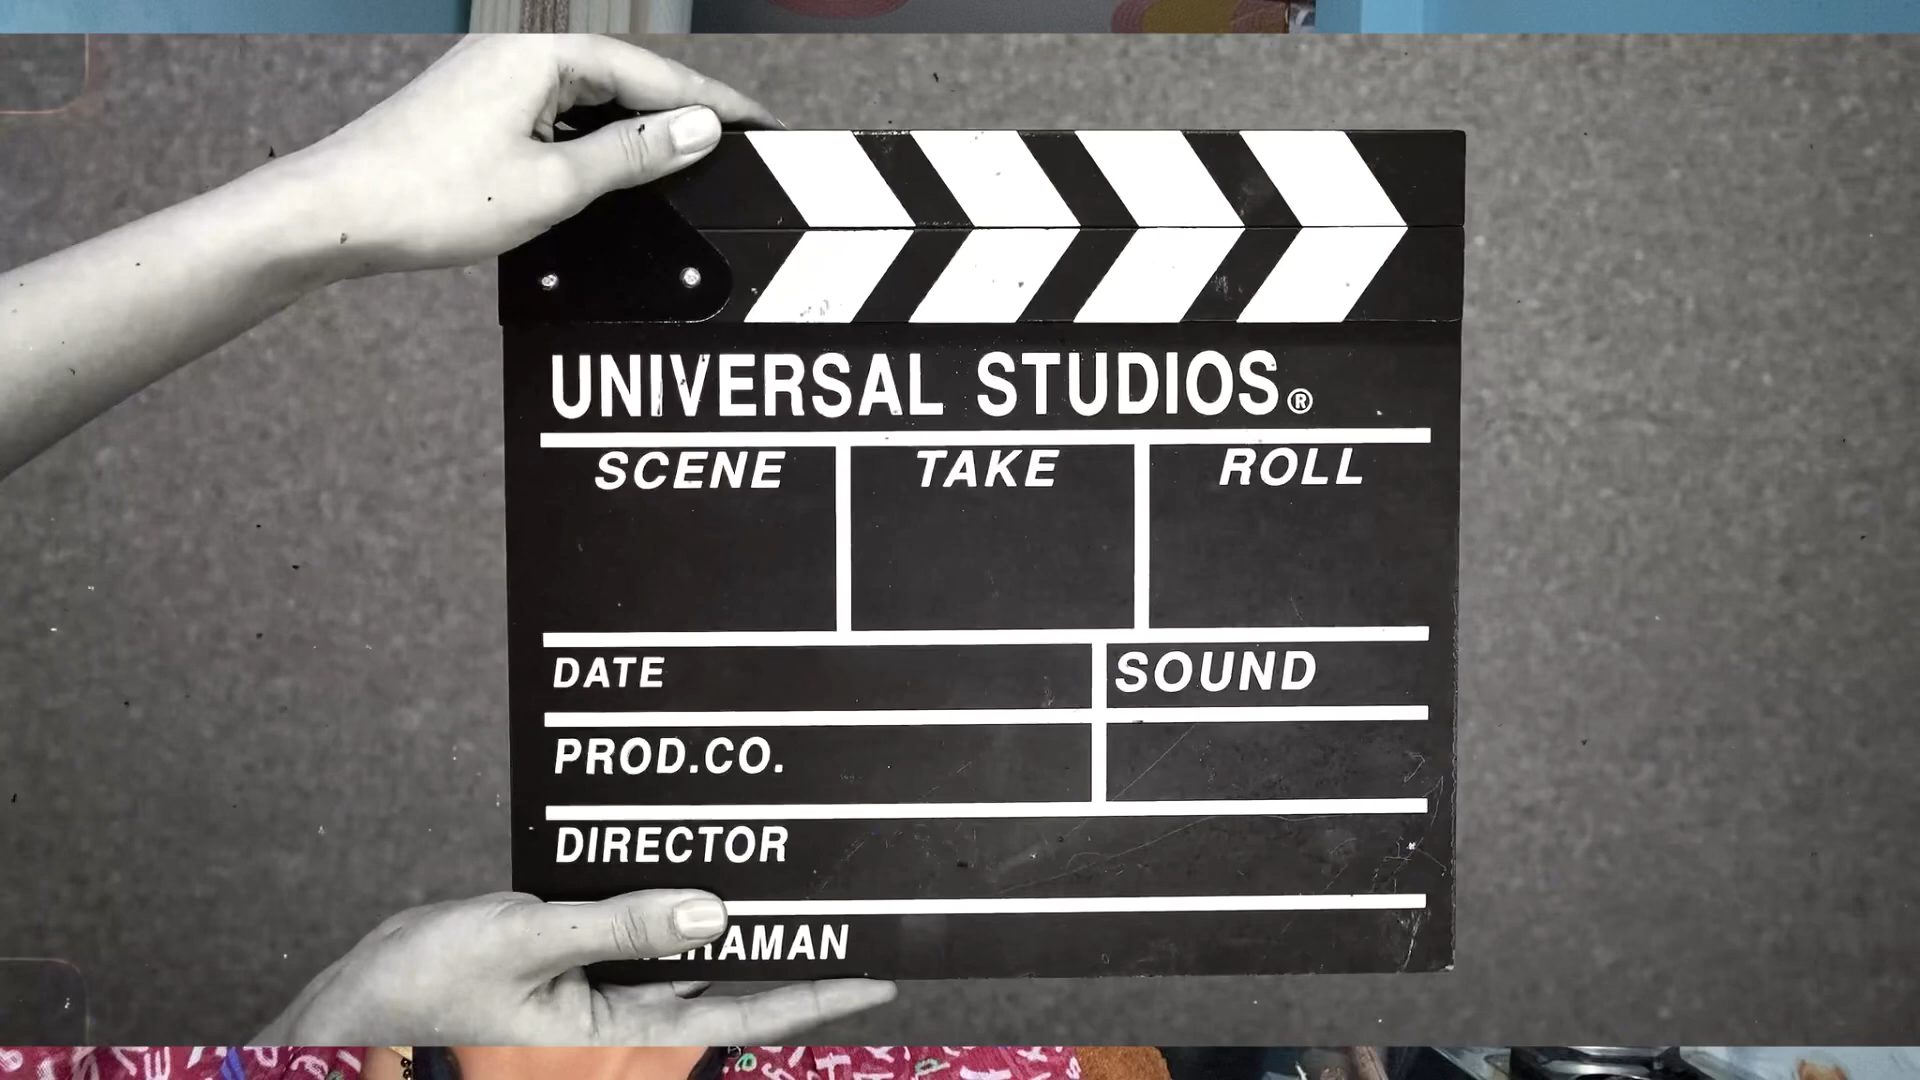 UNIVERSAL STUDIOS®
SCENE TAKE ROLL
DATE SOUND
PROD.CO.
DIRECTOR